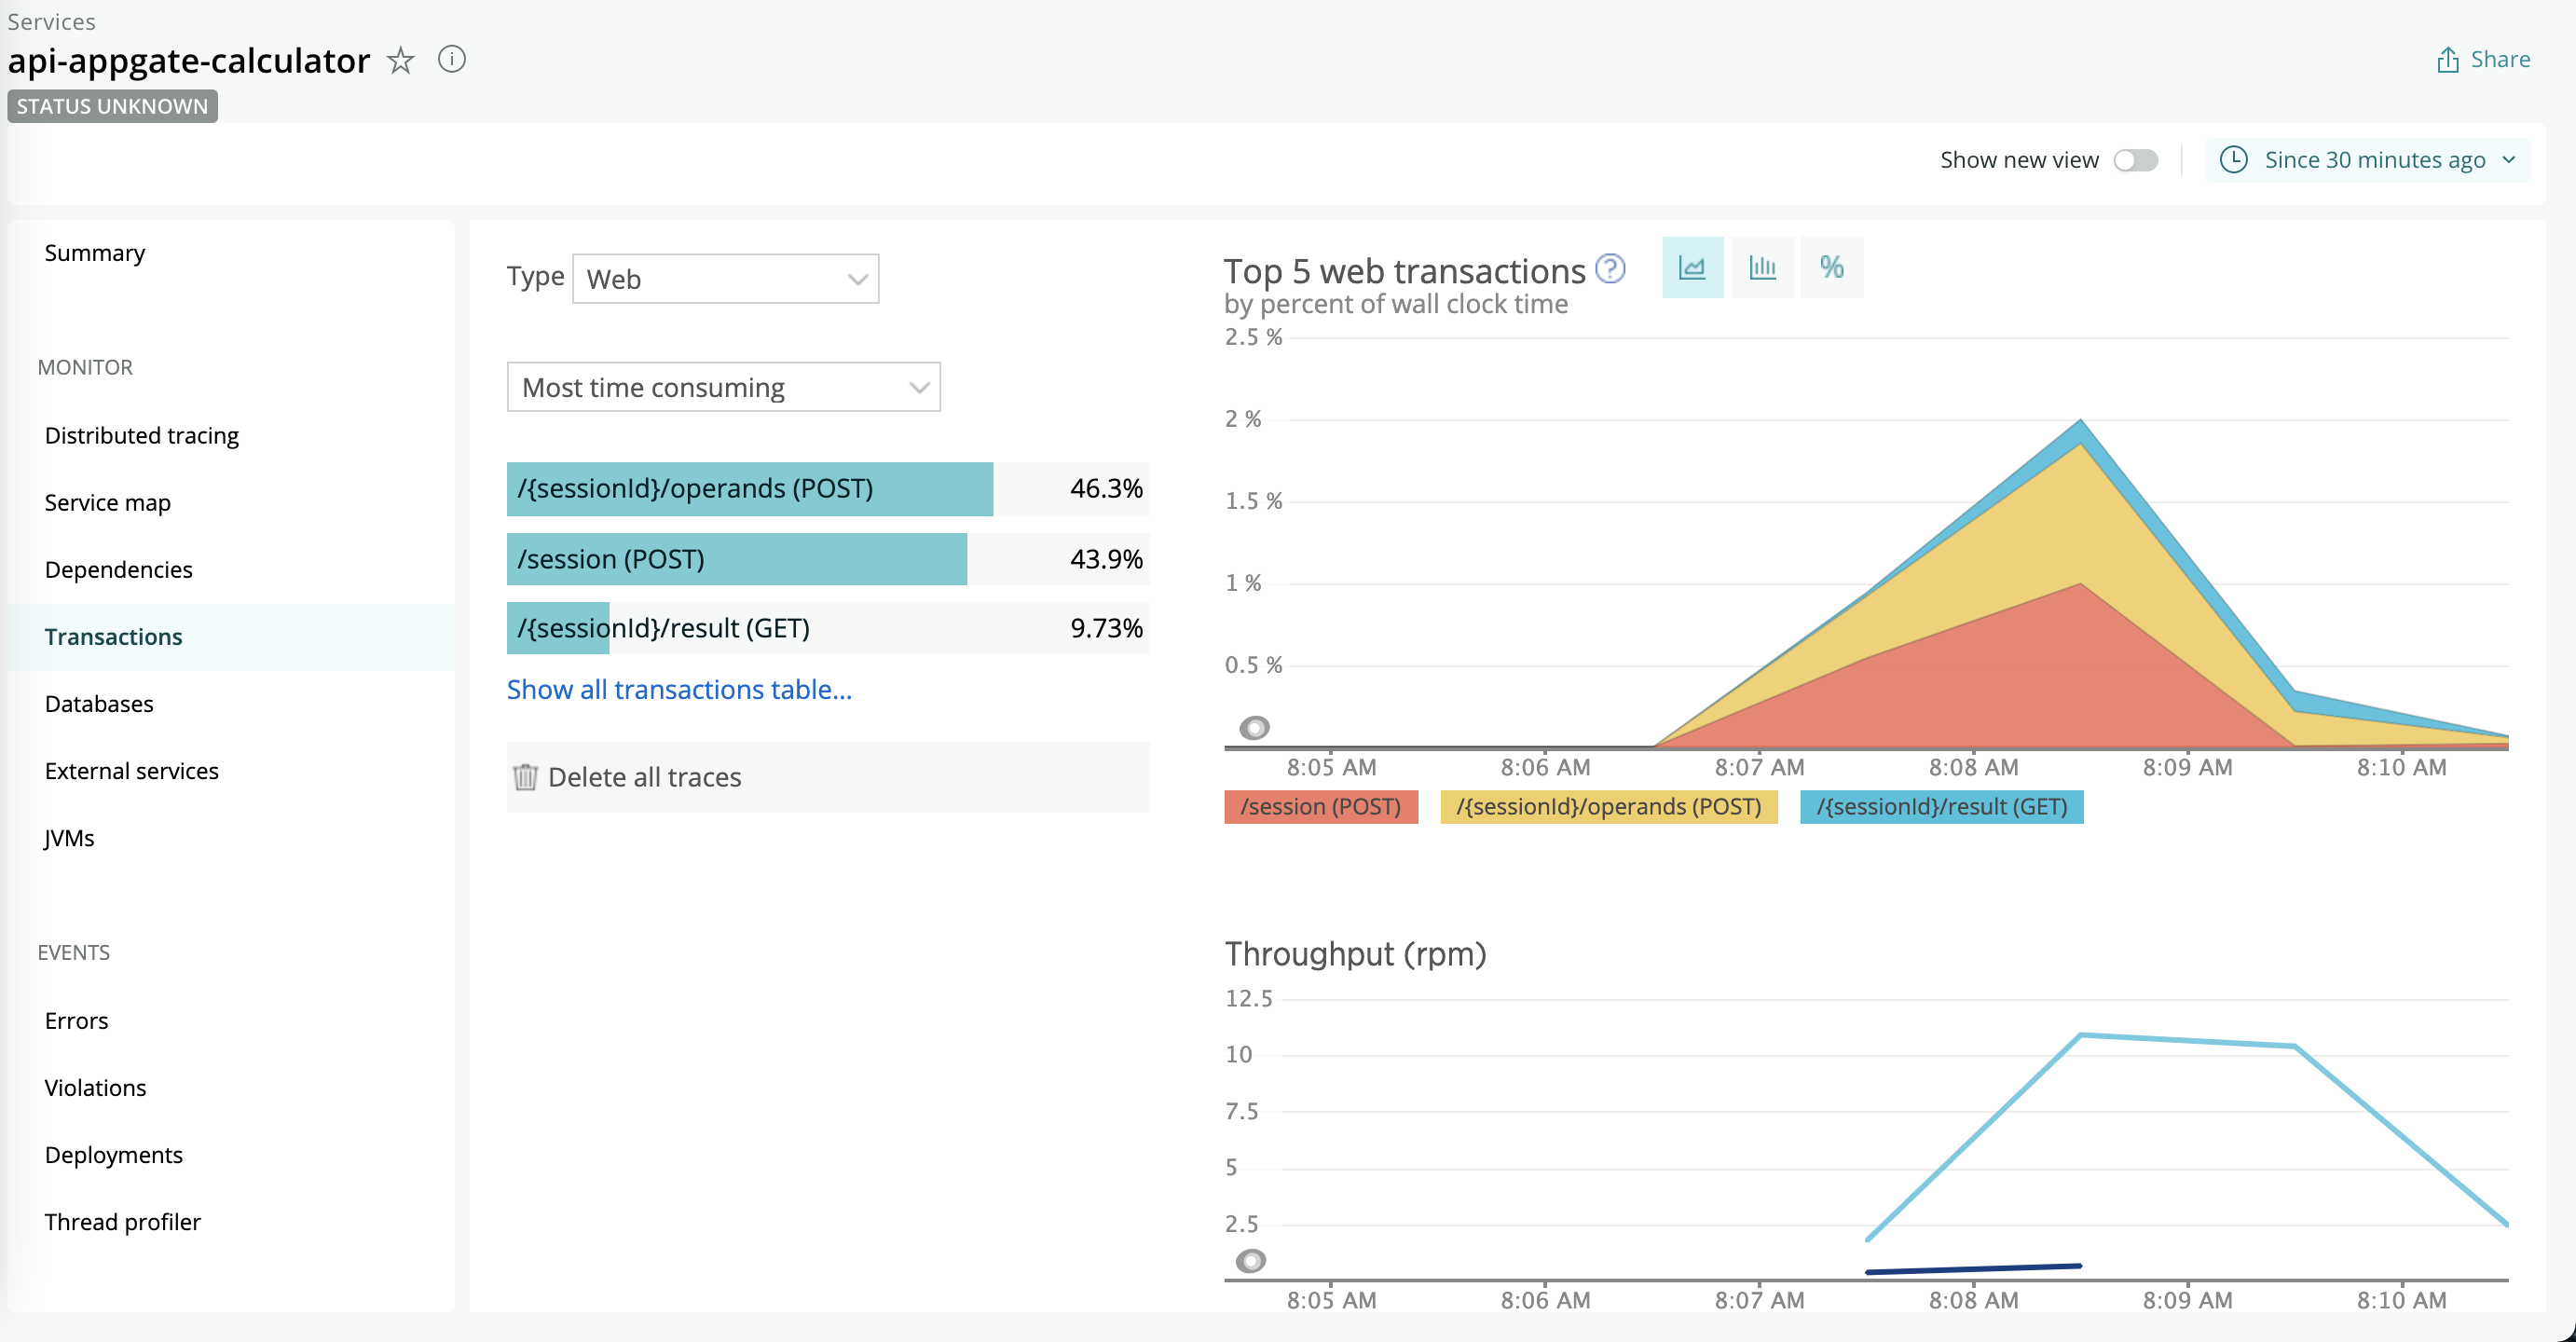 Services
api-appgate-calculator
Share
STATUS UNKNOWN
Show new view
Since 30 minutes ago
Summary
MONITOR
Distributed tracing
Service map
Dependencies
Transactions
Databases
External services
JVMs
EVENTS
Errors
Violations
Deployments
Thread profiler
Type Web
Most time consuming
/{sessionId}/operands (POST) 46.3%
/session (POST) 43.9%
/{sessionId}/result (GET) 9.73%
Show all transactions table...
Delete all traces
Top 5 web transactions ? %
by percent of wall clock time
2.5 %
2 %
1.5 %
1 %
0.5 %
8:05 AM 8:06 AM 8:07 AM 8:08 AM 8:09 AM 8:10 AM
/session (POST) /{sessionId}/operands (POST) /{sessionId}/result (GET)
Throughput (rpm)
12.5
10
7.5
5
2.5
8:05 AM 8:06 AM 8:07 AM 8:08 AM 8:09 AM 8:10 AM